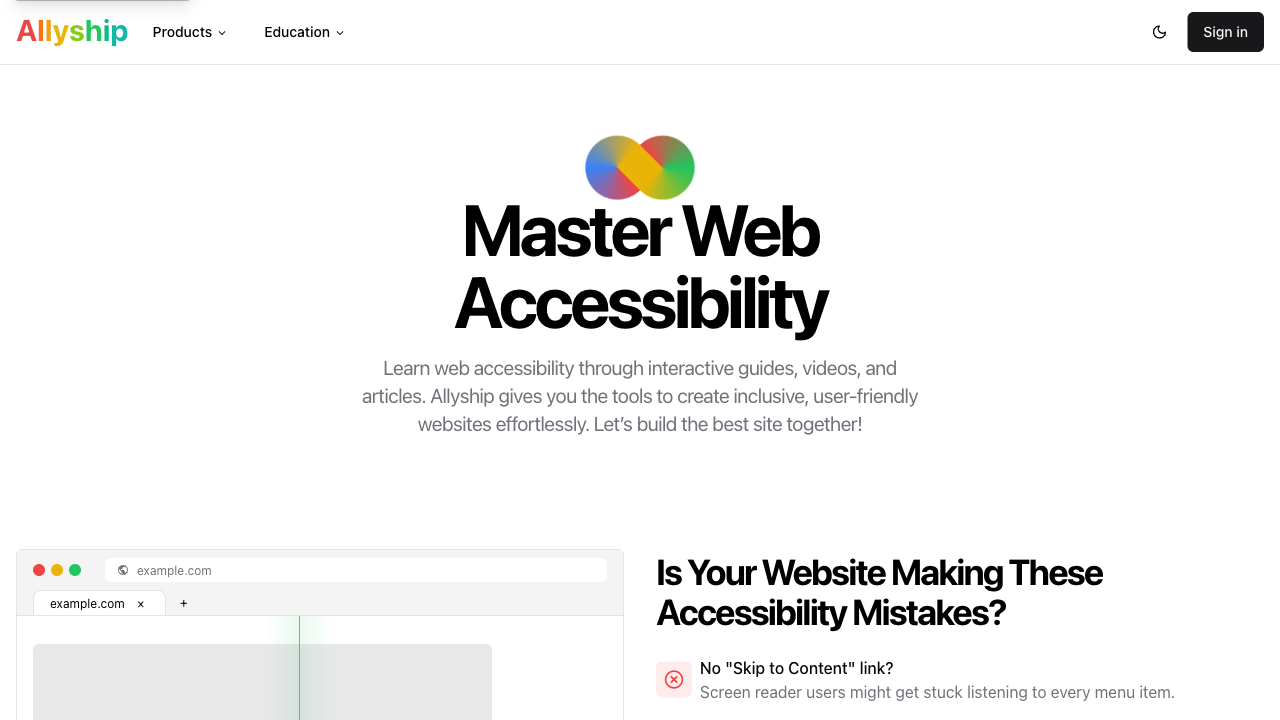 Allyship
Products
Education
Sign in
Master Web
Accessibility
Learn web accessibility through interactive guides, videos, and
articles. Allyship gives you the tools to create inclusive, user-friendly
websites effortlessly. Let’s build the best site together!
example.com
example.com × +
Is Your Website Making These
Accessibility Mistakes?
No "Skip to Content" link?
Screen reader users might get stuck listening to every menu item.